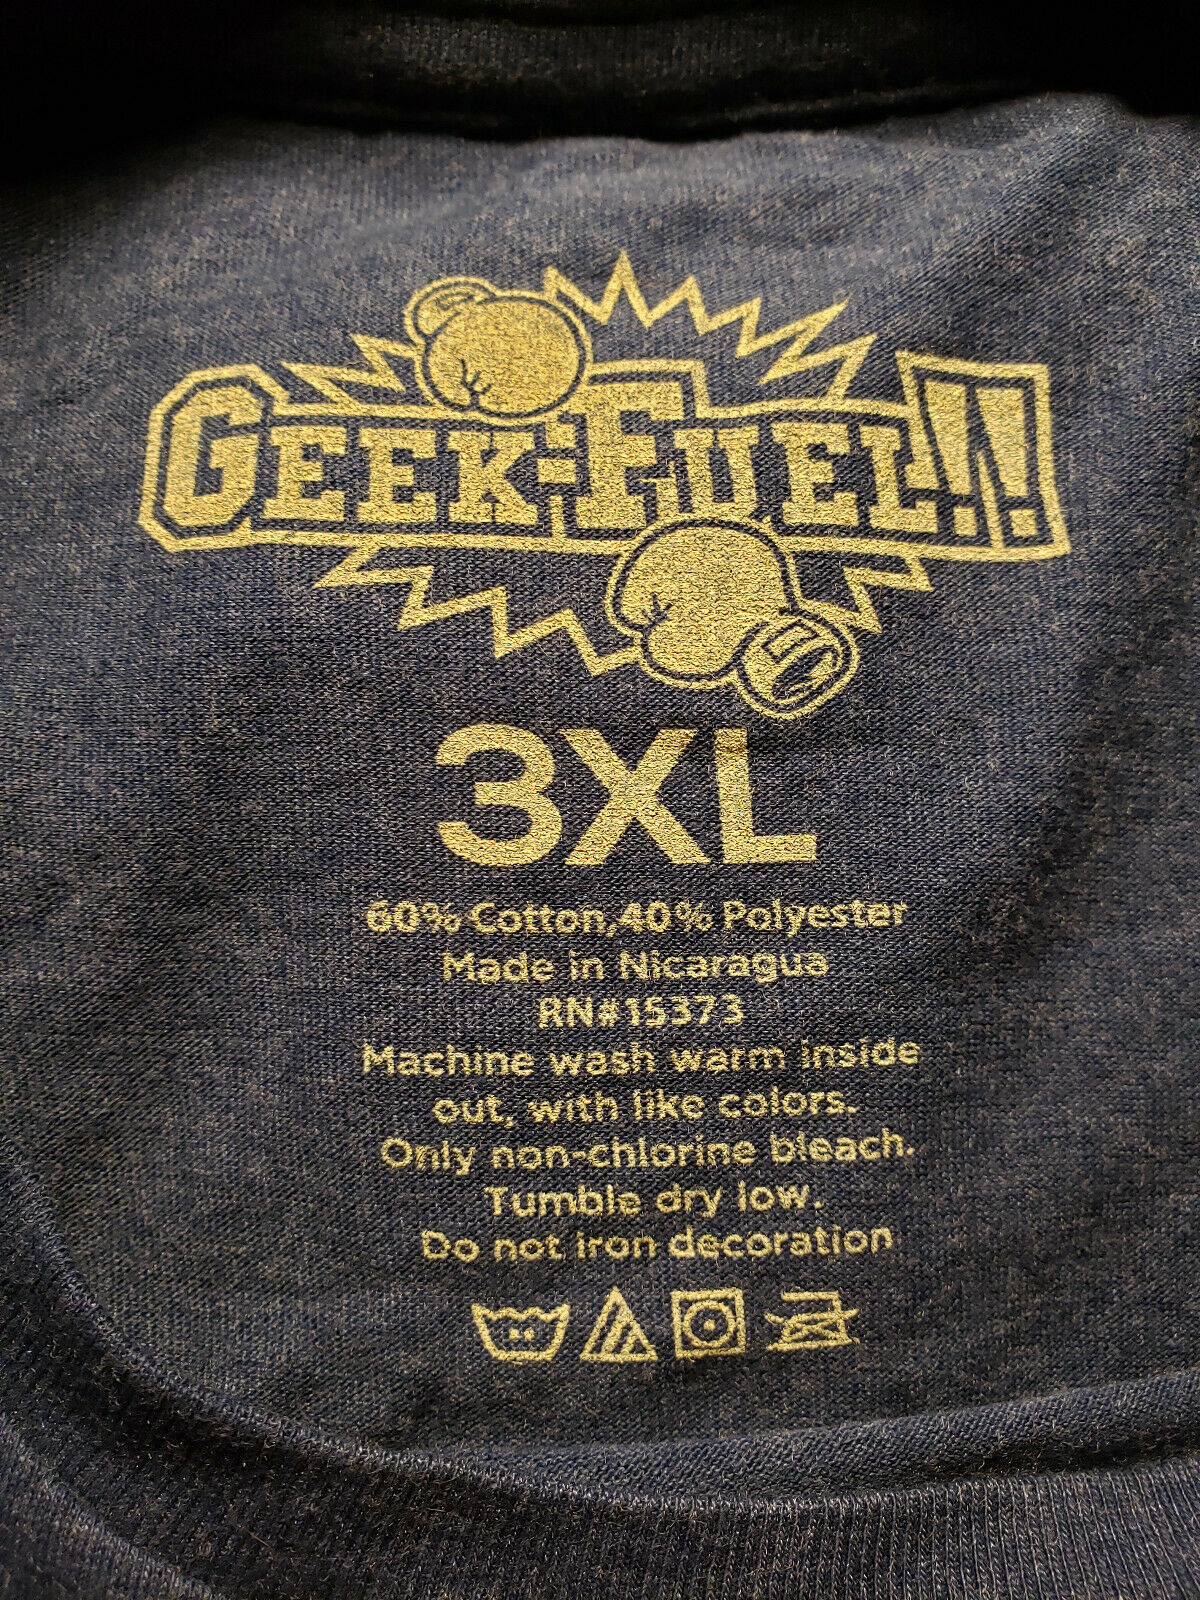 GEEK-FUEL!!
3XL
60% Cotton,40% Polyester
Made in Nicaragua
RN#15373
Machine wash warm inside
out, with like colors.
Only non-chlorine bleach.
Tumble dry low.
Do not iron decoration